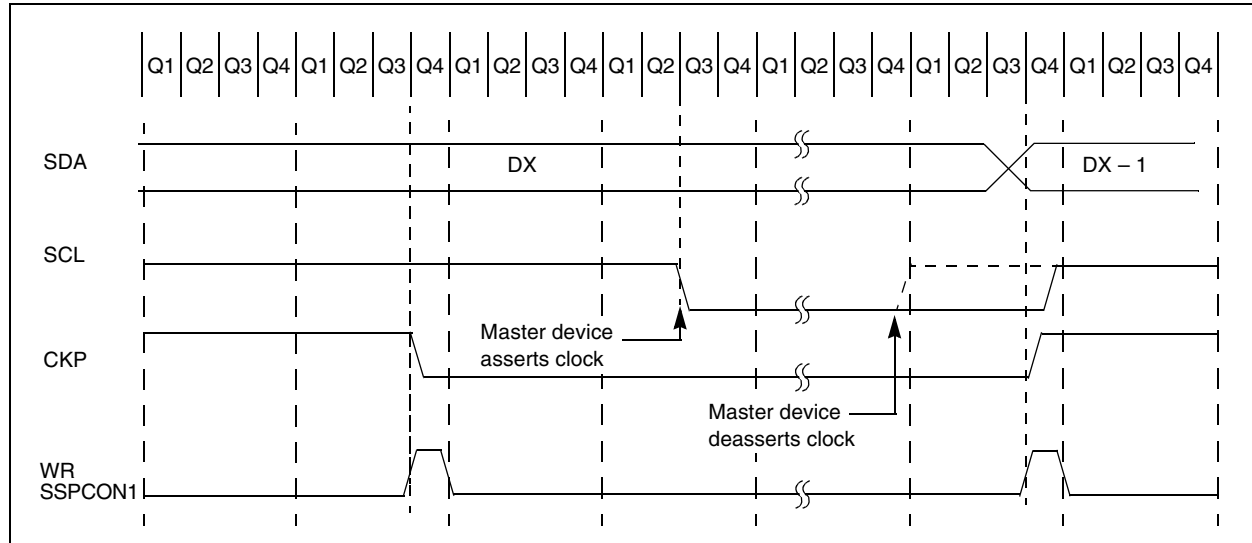 Q1 Q2 Q3 Q4 Q1 Q2 Q3 Q4 Q1 Q2 Q3 Q4 Q1 Q2 Q3 Q4 Q1 Q2 Q3 Q4 Q1 Q2 Q3 Q4 Q1 Q2 Q3 Q4
SDA
DX
DX – 1
SCL
Master device
asserts clock
CKP
Master device
deasserts clock
WR
SSPCON1